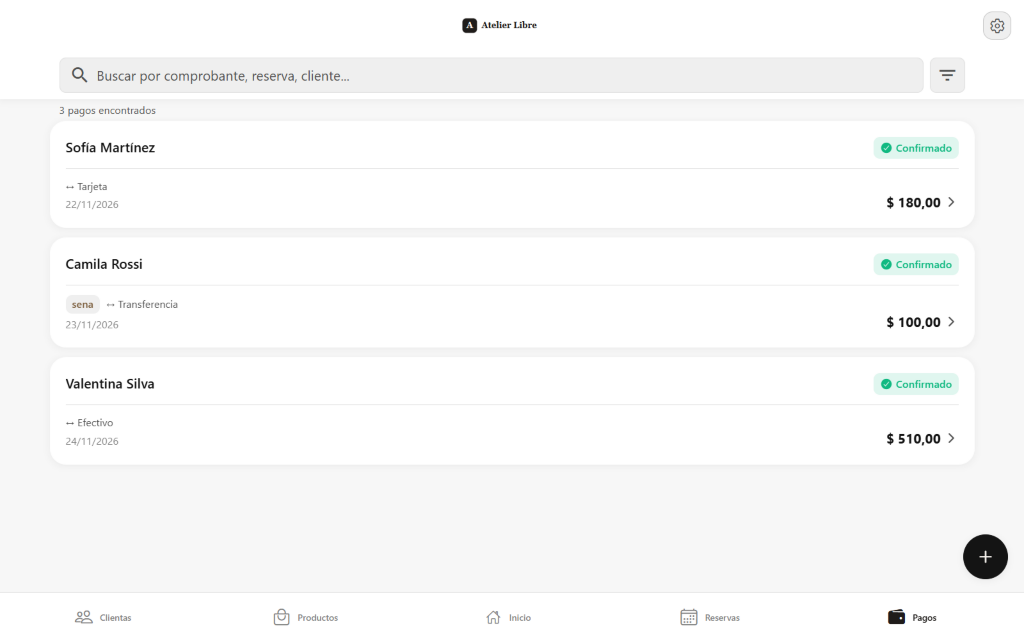 A Atelier Libre
Buscar por comprobante, reserva, cliente...
3 pagos encontrados
Sofía Martínez
Confirmado
↔ Tarjeta
22/11/2026
$ 180,00
Camila Rossi
Confirmado
sena ↔ Transferencia
23/11/2026
$ 100,00
Valentina Silva
Confirmado
↔ Efectivo
24/11/2026
$ 510,00
+
Clientas
Productos
Inicio
Reservas
Pagos